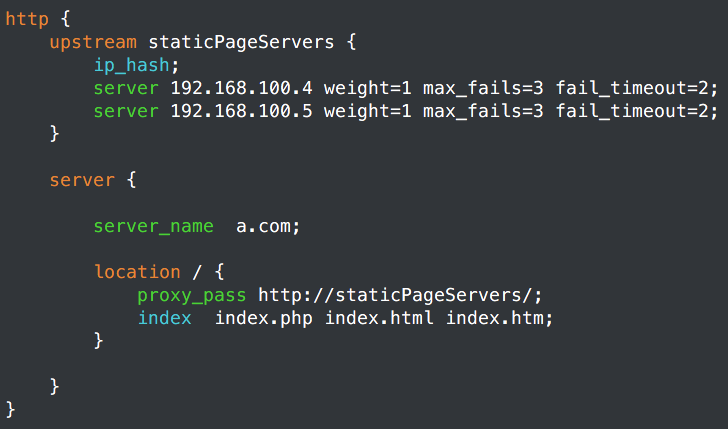 http {
    upstream staticPageServers {
        ip_hash;
        server 192.168.100.4 weight=1 max_fails=3 fail_timeout=2;
        server 192.168.100.5 weight=1 max_fails=3 fail_timeout=2;
    }
    server {
        server_name  a.com;
        location / {
            proxy_pass http://staticPageServers/;
            index  index.php index.html index.htm;
        }
    }
}